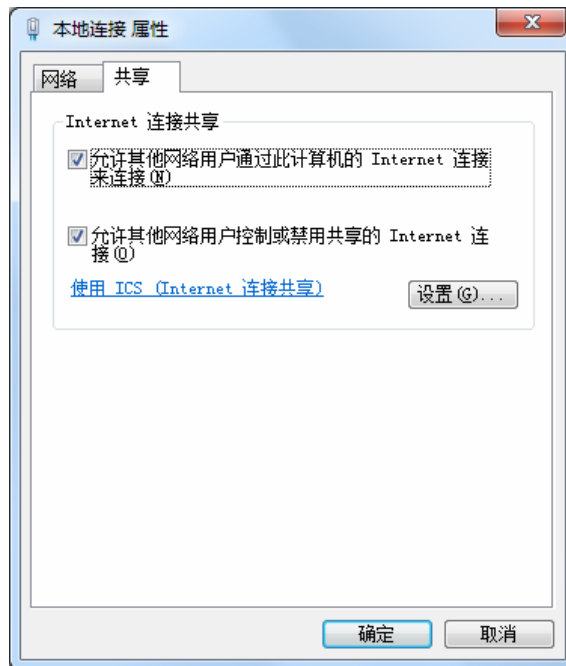 本地连接 属性
网络
共享
Internet 连接共享
允许其他网络用户通过此计算机的 Internet 连接
来连接(N)
允许其他网络用户控制或禁用共享的 Internet 连
接(O)
使用 ICS (Internet 连接共享)
设置(G)...
确定
取消